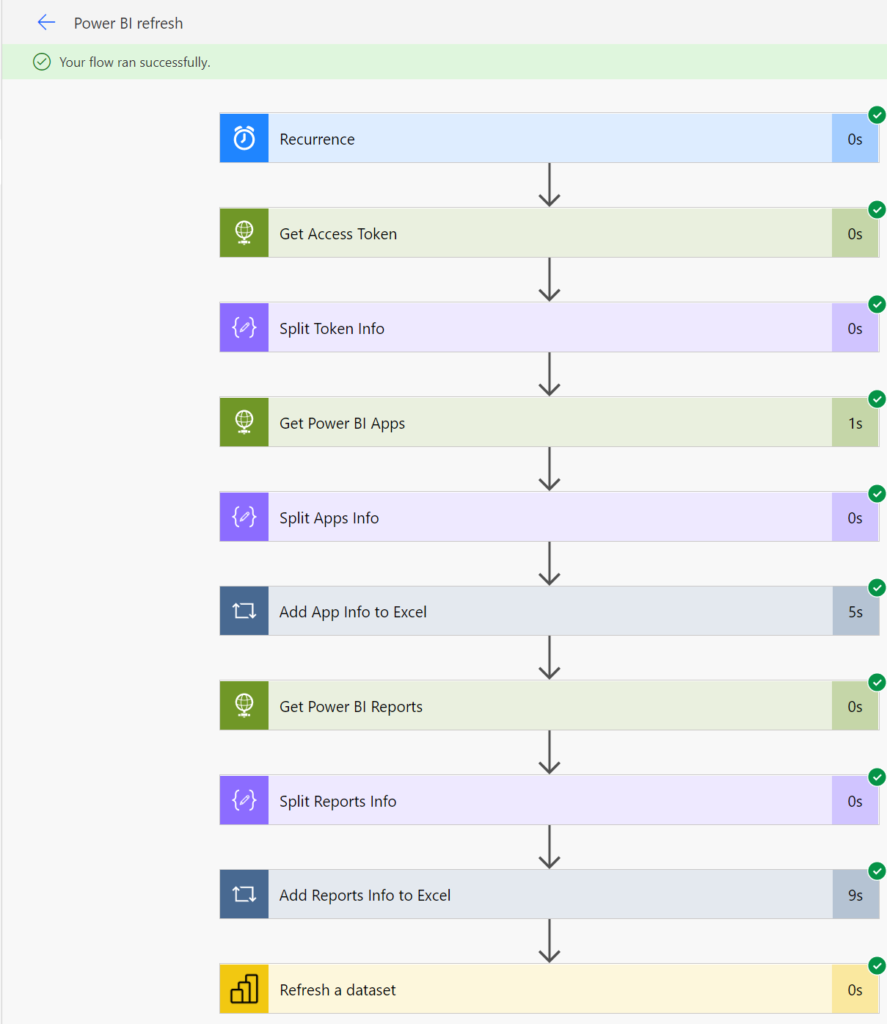 Power BI refresh
Your flow ran successfully.
Recurrence 0s
Get Access Token 0s
Split Token Info 0s
Get Power BI Apps 1s
Split Apps Info 0s
Add App Info to Excel 5s
Get Power BI Reports 0s
Split Reports Info 0s
Add Reports Info to Excel 9s
Refresh a dataset 0s